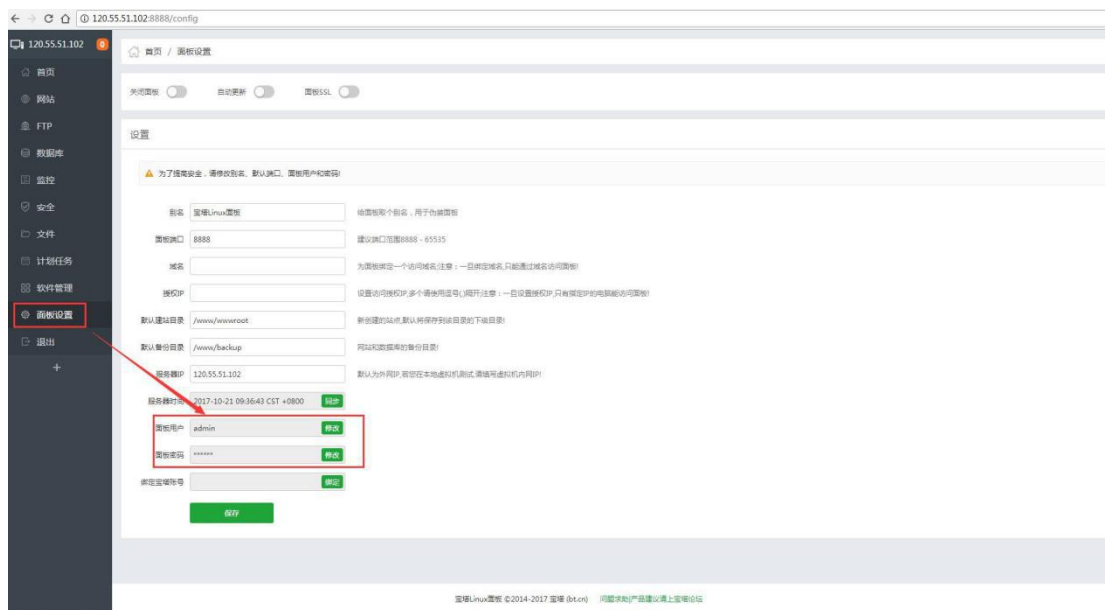 120.55.51.102:8888/config
120.55.51.102 0
首页 / 面板设置
首页
网站
FTP
数据库
监控
安全
文件
计划任务
软件管理
面板设置
退出
关闭面板 自动更新 面板SSL
设置
为了提高安全，请修改别名、默认端口、面板用户和密码!
别名 宝塔Linux面板 给面板取个别名，用于伪装面板
面板端口 8888 建议端口范围8888 - 65535
域名 为面板绑定一个访问域名;注意：一旦绑定域名,只能通过域名访问面板!
授权IP 设置访问授权IP,多个请使用逗号(,)隔开;注意：一旦设置授权IP,只有指定IP的电脑能访问面板!
默认建站目录 /www/wwwroot 新创建的站点,默认将保存到该目录的下级目录!
默认备份目录 /www/backup 网站和数据库的备份目录!
服务器IP 120.55.51.102 默认为外网IP,若您在本地虚拟机测试,请填写虚拟机内网IP!
服务器时间 2017-10-21 09:36:43 CST +0800 同步
面板用户 admin 修改
面板密码 ****** 修改
绑定宝塔账号 绑定
保存
宝塔Linux面板 ©2014-2017 宝塔 (bt.cn) 问题求助|产品建议请上宝塔论坛